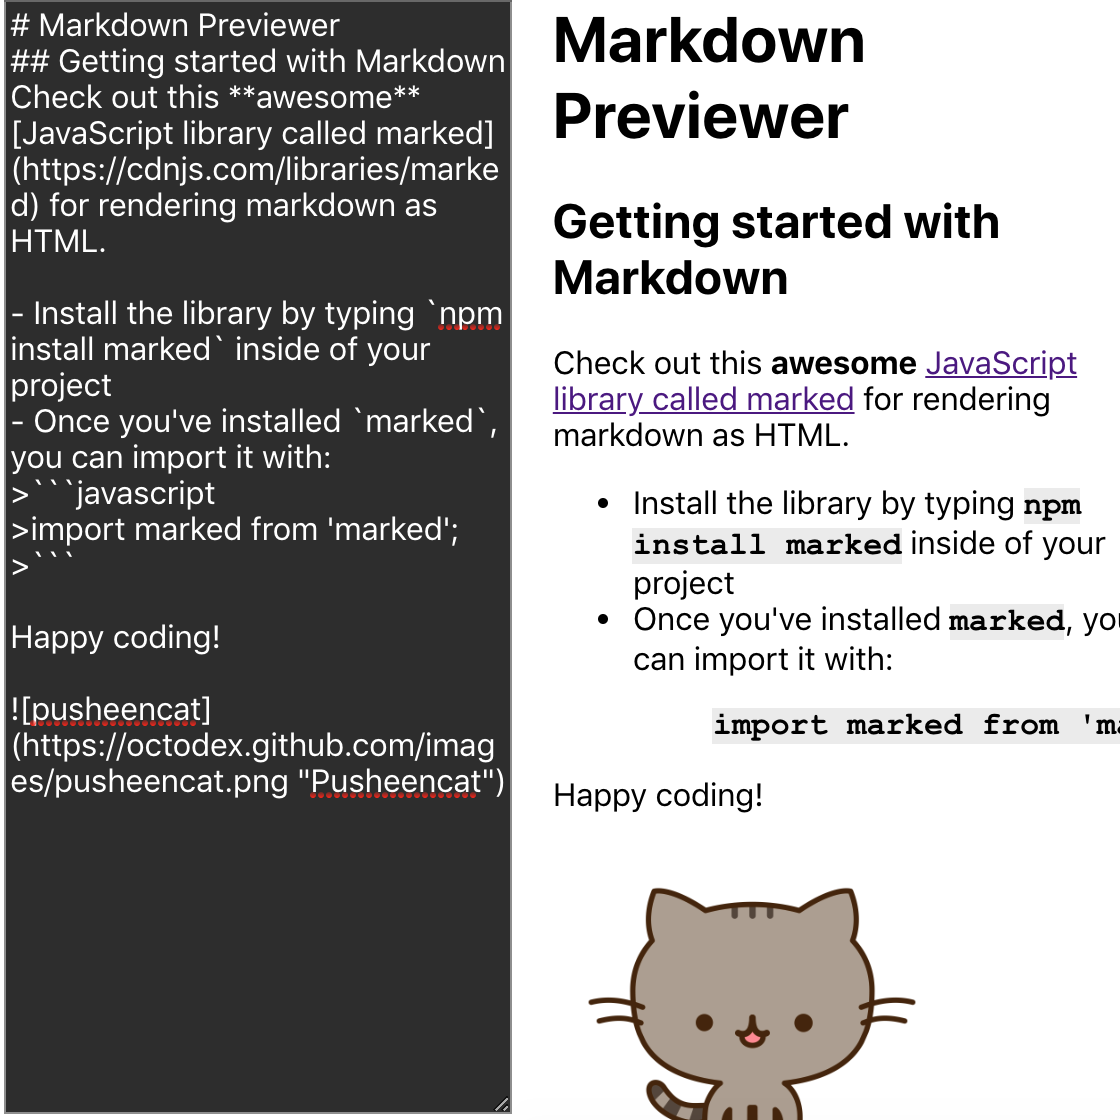 # Markdown Previewer
## Getting started with Markdown
Check out this **awesome**
[JavaScript library called marked]
(https://cdnjs.com/libraries/marke
d) for rendering markdown as
HTML.
- Install the library by typing `npm
install marked` inside of your
project
- Once you've installed `marked`,
you can import it with:
>```javascript
>import marked from 'marked';
>```
Happy coding!
![pusheencat]
(https://octodex.github.com/imag
es/pusheencat.png "Pusheencat")
Markdown
Previewer
Getting started with
Markdown
Check out this awesome JavaScript
library called marked for rendering
markdown as HTML.
• Install the library by typing npm
install marked inside of your
project
• Once you've installed marked, you
can import it with:
import marked from 'ma
Happy coding!